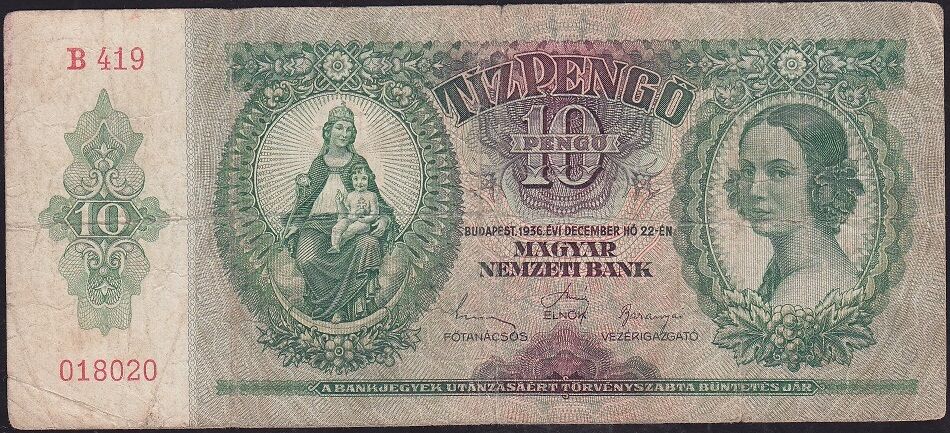 B 419
TÍZPENGŐ
10
PENGŐ
10
BUDAPEST, 1936. ÉVI DECEMBER HÓ 22-ÉN
MAGYAR
NEMZETI BANK
FŐTANÁCSOS
ELNÖK
VEZÉRIGAZGATÓ
018020
A BANKJEGYEK UTÁNZÁSÁÉRT TÖRVÉNYSZABTA BÜNTETÉS JÁR